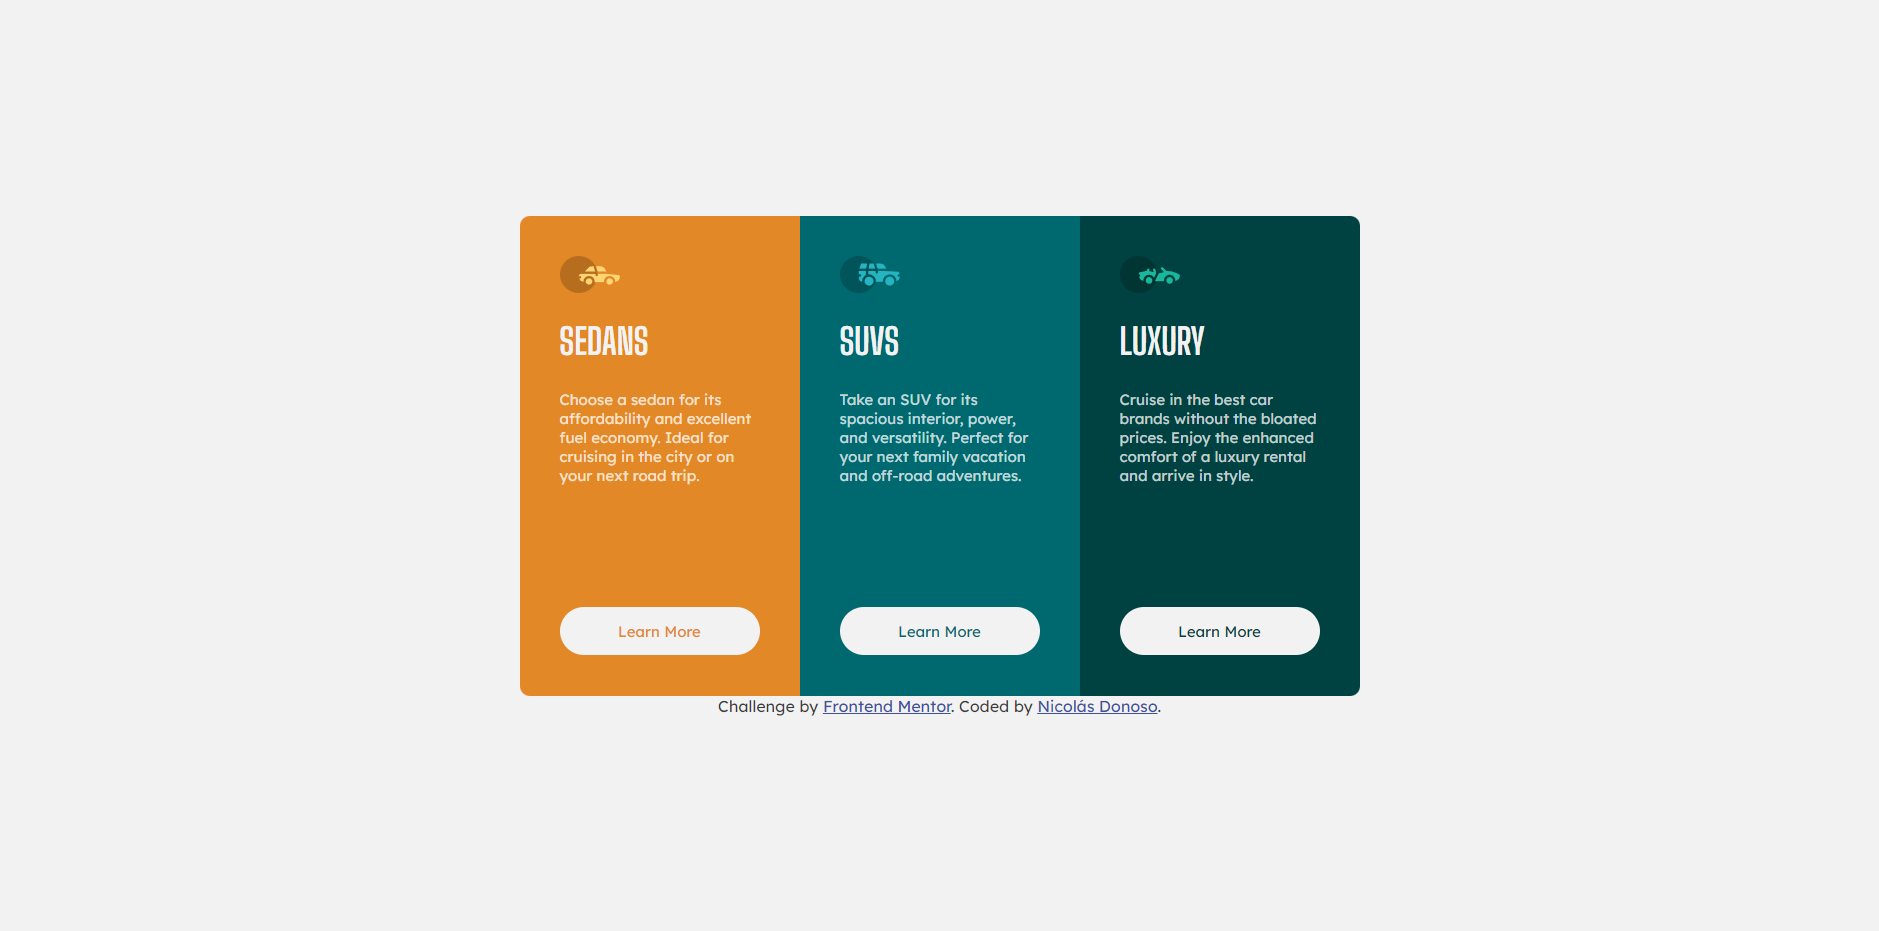 SEDANS
Choose a sedan for its
affordability and excellent
fuel economy. Ideal for
cruising in the city or on
your next road trip.
Learn More
SUVS
Take an SUV for its
spacious interior, power,
and versatility. Perfect for
your next family vacation
and off-road adventures.
Learn More
LUXURY
Cruise in the best car
brands without the bloated
prices. Enjoy the enhanced
comfort of a luxury rental
and arrive in style.
Learn More
Challenge by Frontend Mentor. Coded by Nicolás Donoso.